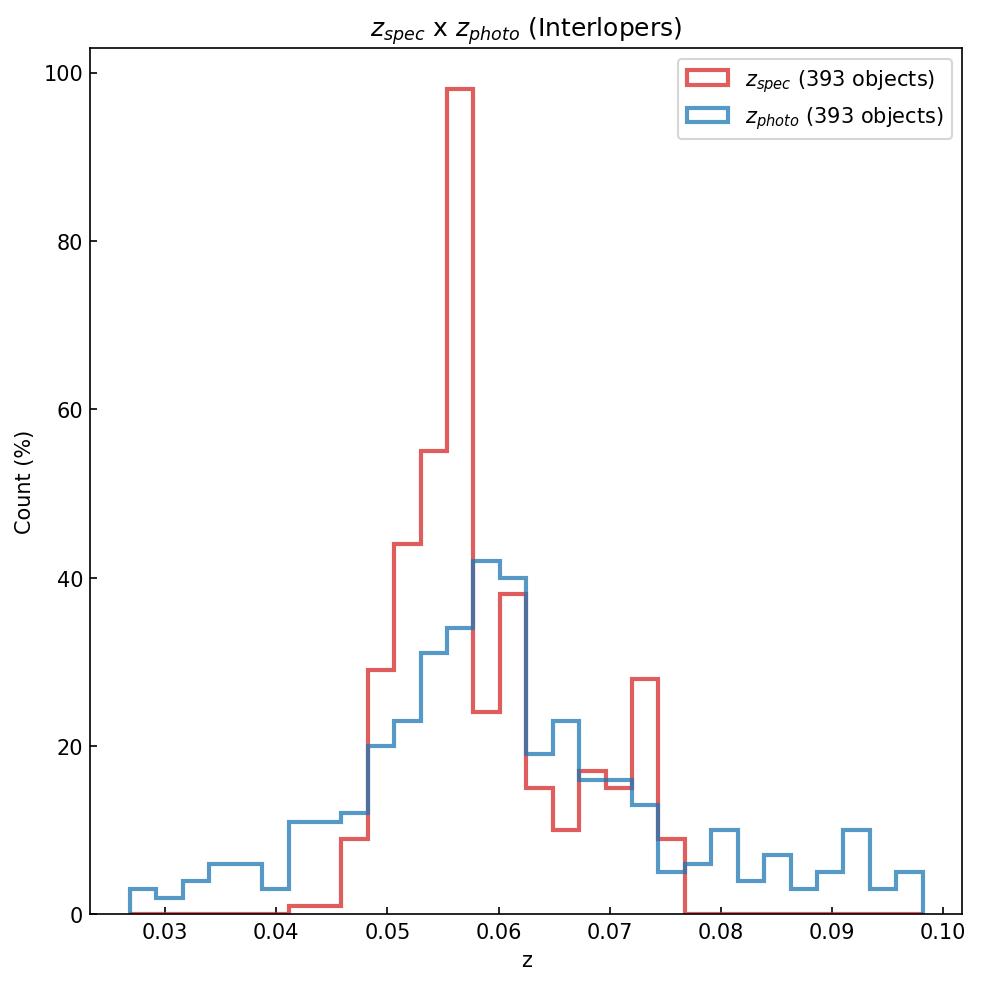 z_spec x z_photo (Interlopers)
z_spec (393 objects)
z_photo (393 objects)
100
80
60
40
20
0
Count (%)
0.03 0.04 0.05 0.06 0.07 0.08 0.09 0.10
z